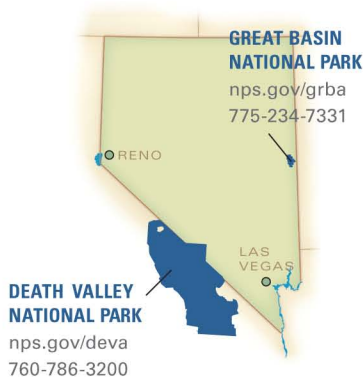 GREAT BASIN
NATIONAL PARK
nps.gov/grba
775-234-7331
RENO
LAS
VEGAS
DEATH VALLEY
NATIONAL PARK
nps.gov/deva
760-786-3200